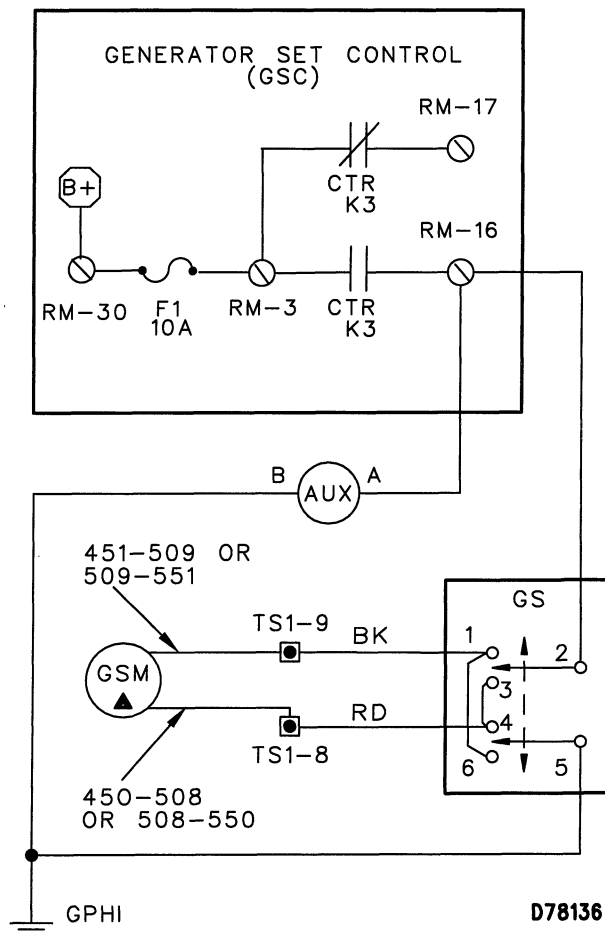 GENERATOR SET CONTROL
(GSC)
RM-17
CTR
K3
B+
RM-16
RM-30
F1
10A
RM-3
CTR
K3
B
AUX
A
451-509 OR
509-551
GS
TS1-9
BK
1
2
GSM
3
RD
4
TS1-8
6
5
450-508
OR 508-550
GPHI
D78136